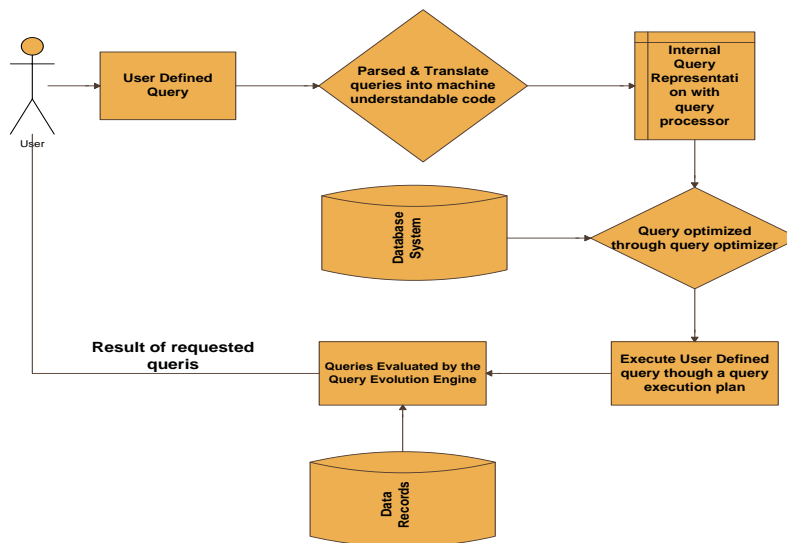 User
User Defined
Query
Parsed & Translate
queries into machine
understandable code
Internal
Query
Representati
on with
query
processor
Database
System
Query optimized
through query optimizer
Result of requested
queris
Queries Evaluated by the
Query Evolution Engine
Execute User Defined
query though a query
execution plan
Data
Records